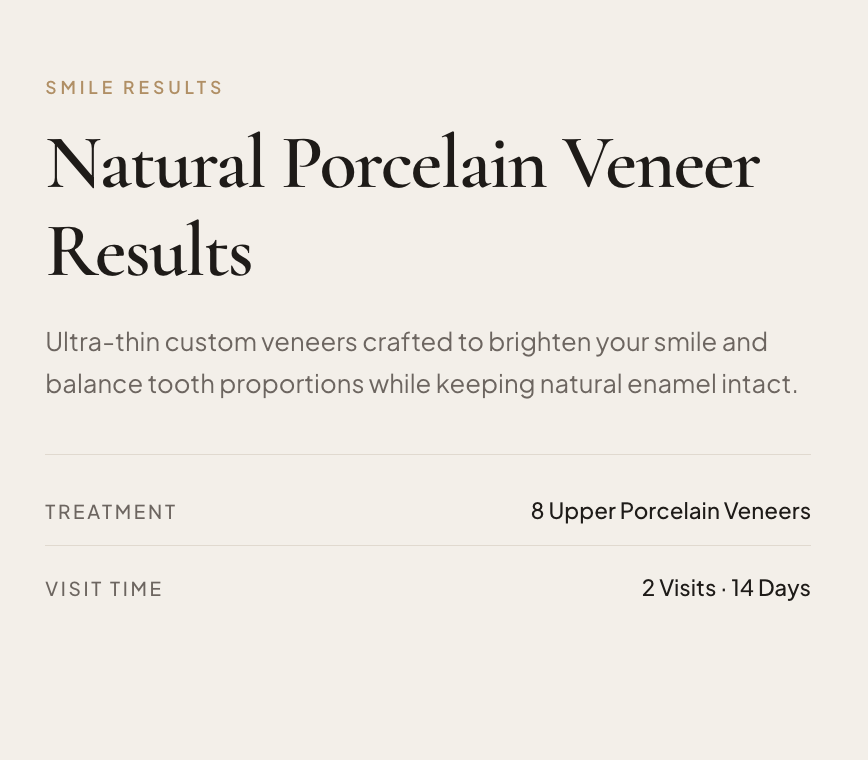 SMILE RESULTS
Natural Porcelain Veneer
Results
Ultra-thin custom veneers crafted to brighten your smile and
balance tooth proportions while keeping natural enamel intact.
TREATMENT 8 Upper Porcelain Veneers
VISIT TIME 2 Visits · 14 Days